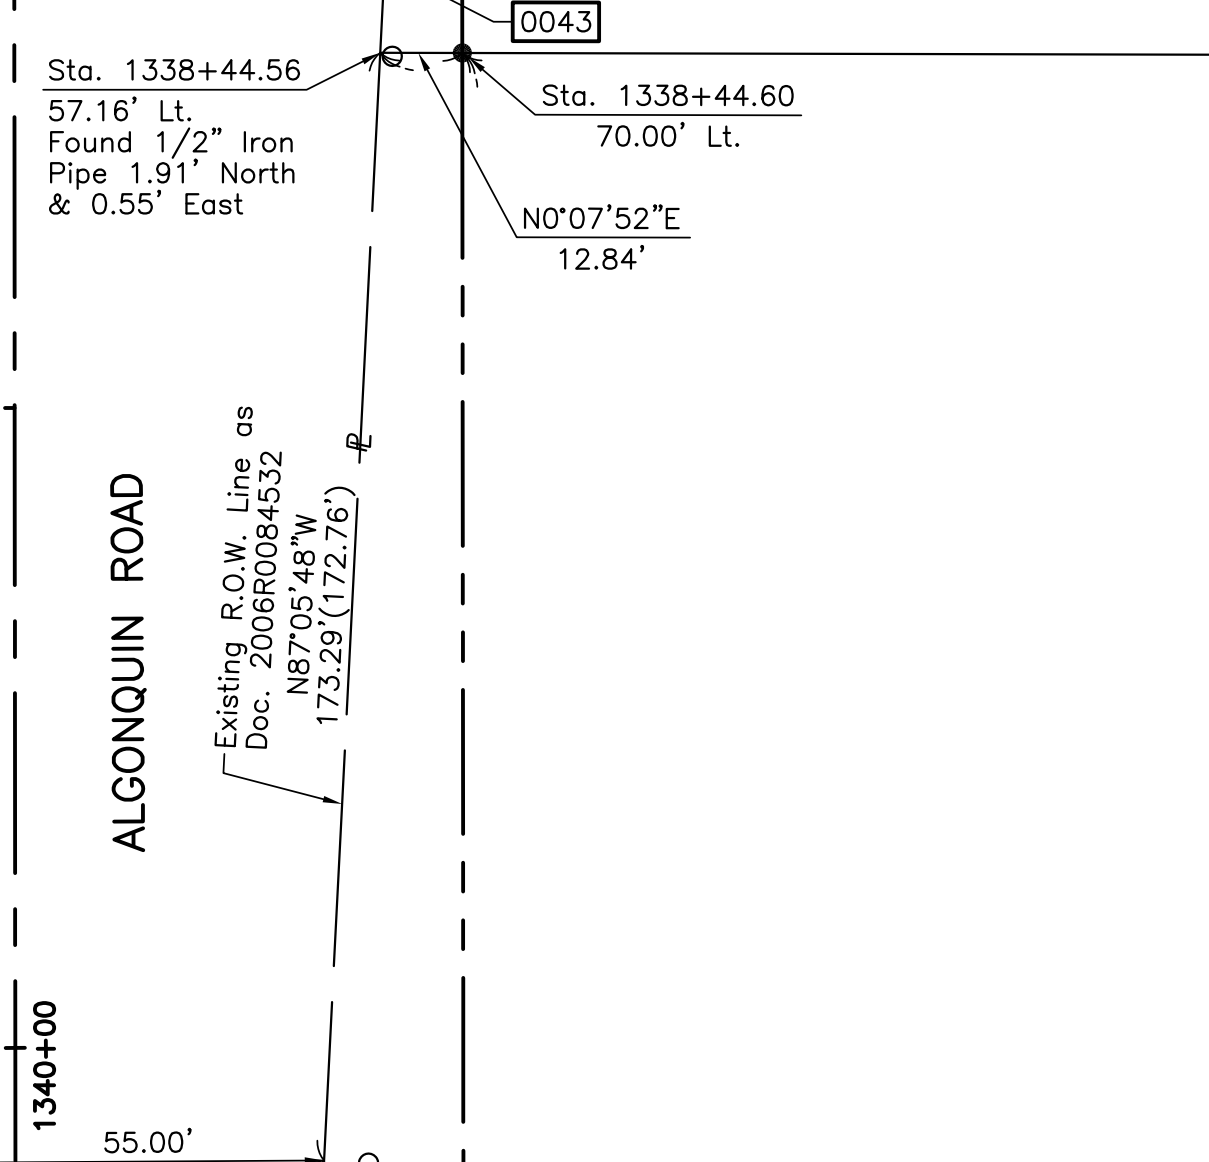 0043
Sta. 1338+44.56
57.16' Lt.
Found 1/2" Iron
Pipe 1.91' North
& 0.55' East
Sta. 1338+44.60
70.00' Lt.
N0°07'52"E
12.84'
PL
Existing R.O.W. Line as
Doc. 2006R0084532
N87°05'48"W
173.29'(172.76')
ALGONQUIN ROAD
1340+00
55.00'